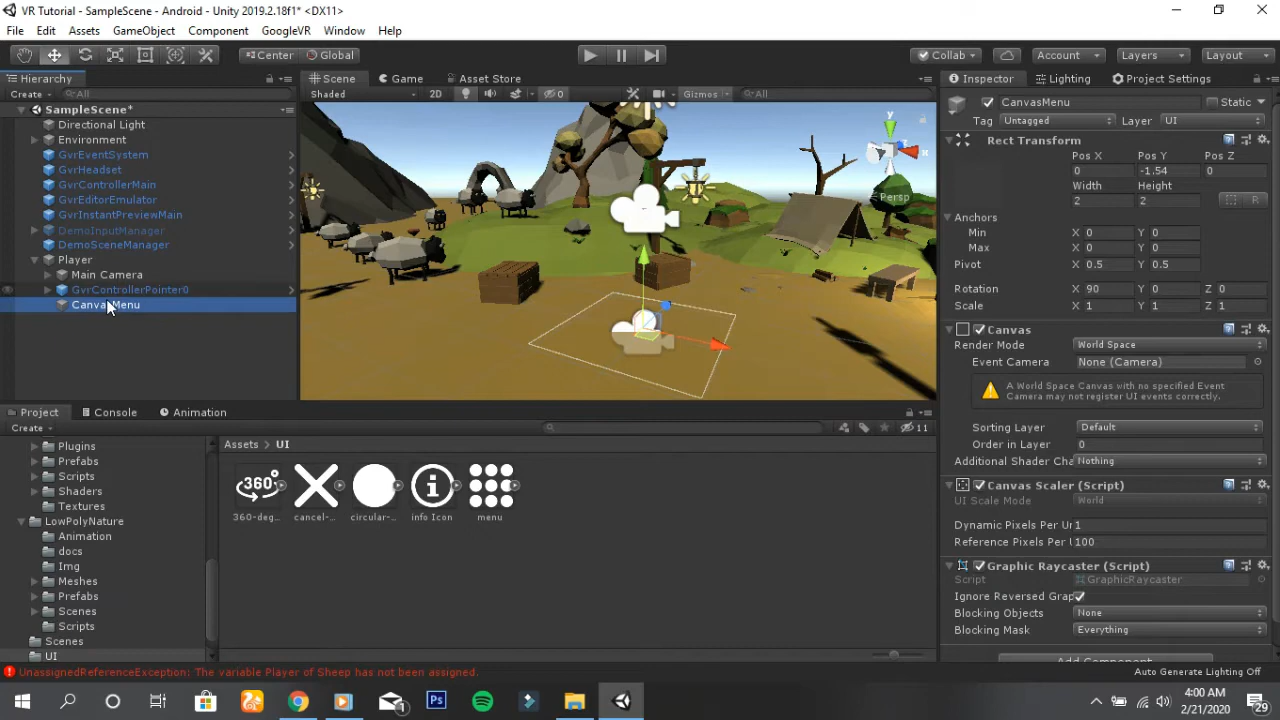 VR Tutorial - SampleScene - Android - Unity 2019.2.18f1* <DX11>
File Edit Assets GameObject Component GoogleVR Window Help
Center Global Collab Account Layers Layout
Hierarchy Scene Game Asset Store Inspector Lighting Project Settings
Create All Shaded 2D 0 Gizmos All CanvasMenu Static
SampleScene* Tag Untagged Layer UI
Directional Light
Environment Rect Transform
GvrEventSystem Pos X Pos Y Pos Z
GvrHeadset 0 -1.54 0
GvrControllerMain Width Height
GvrEditorEmulator 2 2 R
GvrInstantPreviewMain Anchors
DemoInputManager Min X 0 Y 0
DemoSceneManager Max X 0 Y 0
Player Pivot X 0.5 Y 0.5
Main Camera Rotation X 90 Y 0 Z 0
GvrControllerPointer0 Scale X 1 Y 1 Z 1
CanvasMenu
y
x
Persp
Canvas
Render Mode World Space
Event Camera None (Camera)
A World Space Canvas with no specified Event
Camera may not register UI events correctly.
Sorting Layer Default
Order in Layer 0
Additional Shader Cha Nothing
Canvas Scaler (Script)
UI Scale Mode World
Dynamic Pixels Per Ur 1
Reference Pixels Per U 100
Graphic Raycaster (Script)
Script GraphicRaycaster
Ignore Reversed Grap
Blocking Objects None
Blocking Mask Everything
Add Component
Project Console Animation
Create 11
Plugins
Prefabs
Scripts
Shaders
Textures
LowPolyNature
Animation
docs
Img
Meshes
Prefabs
Scenes
Scripts
Scenes
UI
Assets UI
360°
i
360-deg... cancel-... circular-... info Icon menu
UnassignedReferenceException: The variable Player of Sheep has not been assigned. Auto Generate Lighting Off
1 Ps 4:00 AM
2/21/2020 29